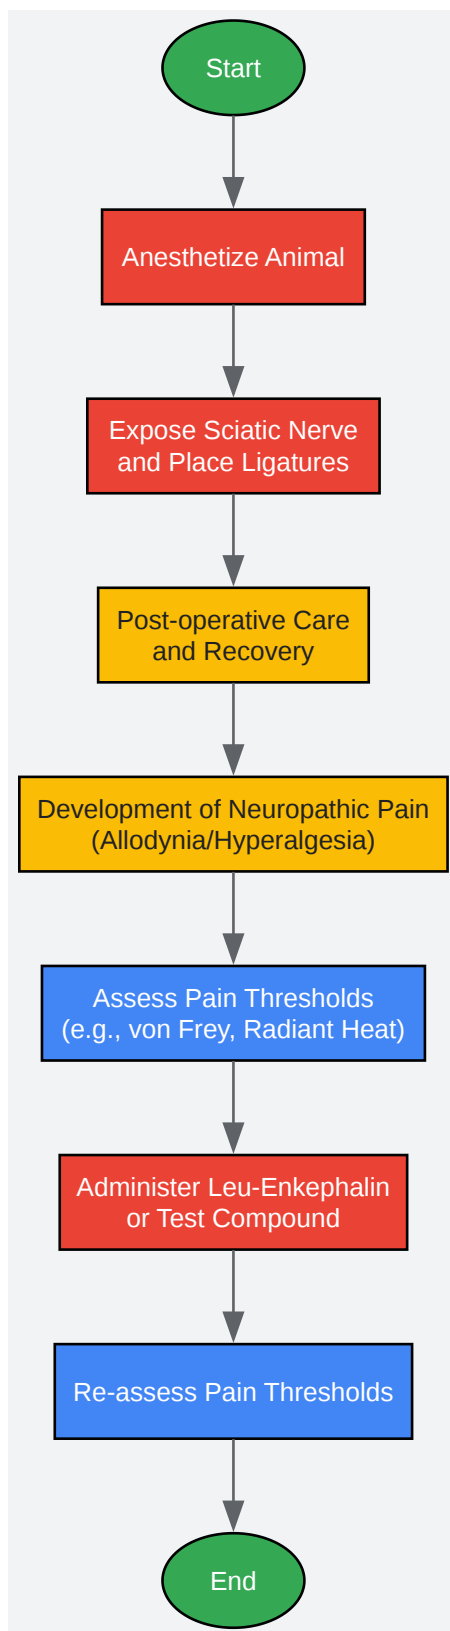 Start
Anesthetize Animal
Expose Sciatic Nerve
and Place Ligatures
Post-operative Care
and Recovery
Development of Neuropathic Pain
(Allodynia/Hyperalgesia)
Assess Pain Thresholds
(e.g., von Frey, Radiant Heat)
Administer Leu-Enkephalin
or Test Compound
Re-assess Pain Thresholds
End